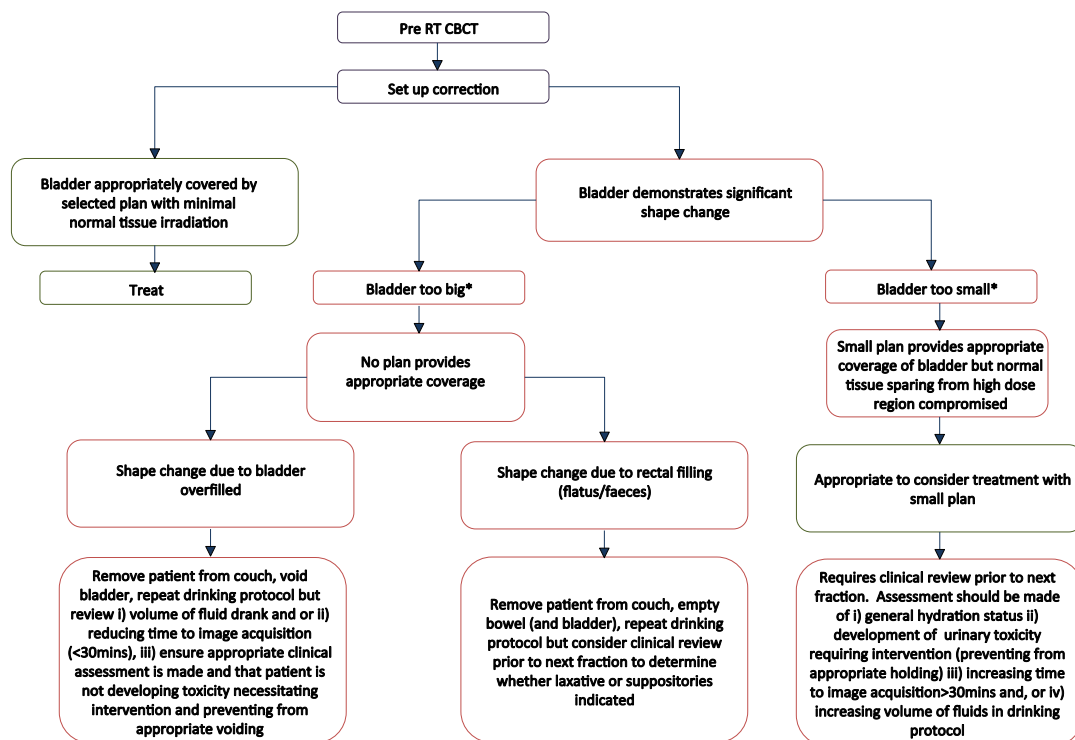 Pre RT CBCT
Set up correction
Bladder appropriately covered by
selected plan with minimal
normal tissue irradiation
Bladder demonstrates significant
shape change
Treat
Bladder too big*
Bladder too small*
No plan provides
appropriate coverage
Small plan provides appropriate
coverage of bladder but normal
tissue sparing from high dose
region compromised
Shape change due to bladder
overfilled
Shape change due to rectal filling
(flatus/faeces)
Appropriate to consider treatment with
small plan
Remove patient from couch, void
bladder, repeat drinking protocol but
review i) volume of fluid drank and or ii)
reducing time to image acquisition
(<30mins), iii) ensure appropriate clinical
assessment is made and that patient is
not developing toxicity necessitating
intervention and preventing from
appropriate voiding
Remove patient from couch, empty
bowel (and bladder), repeat drinking
protocol but consider clinical review
prior to next fraction to determine
whether laxative or suppositories
indicated
Requires clinical review prior to next
fraction. Assessment should be made
of i) general hydration status ii)
development of urinary toxicity
requiring intervention (preventing from
appropriate holding) iii) increasing time
to image acquisition>30mins and, or iv)
increasing volume of fluids in drinking
protocol